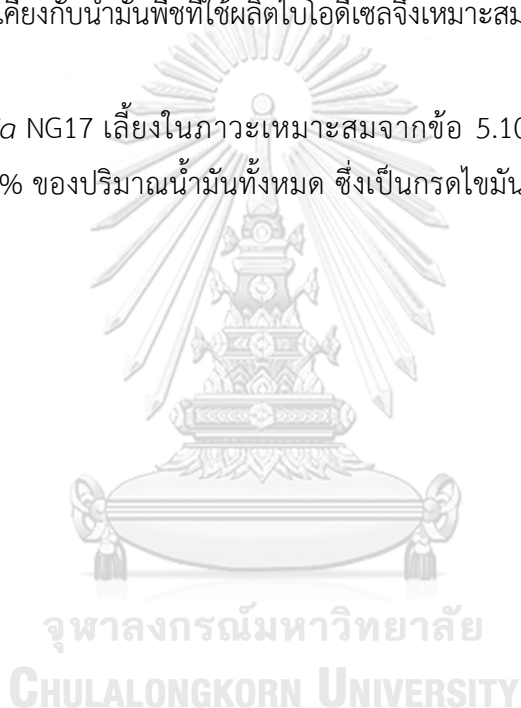 เคียงกับน้ำมันพืชที่ใช้ผลิตไบโอดีเซลจึงเหมาะสม
a NG17 เลี้ยงในภาวะเหมาะสมจากข้อ 5.10
% ของปริมาณน้ำมันทั้งหมด ซึ่งเป็นกรดไขมัน
จุฬาลงกรณ์มหาวิทยาลัย
CHULALONGKORN UNIVERSITY